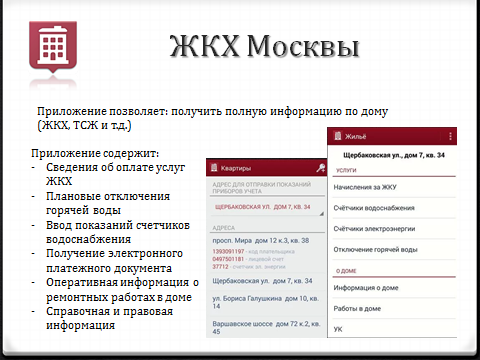 ЖКХ Москвы
Приложение позволяет: получить полную информацию по дому
(ЖКХ, ТСЖ и т.д.)
Приложение содержит:
- Сведения об оплате услуг
ЖКХ
- Плановые отключения
горячей воды
- Ввод показаний счетчиков
водоснабжения
- Получение электронного
платежного документа
- Оперативная информация о
ремонтных работах в доме
- Справочная и правовая
информация
Квартиры
АДРЕС ДЛЯ ОТПРАВКИ ПОКАЗАНИЙ
ПРИБОРОВ УЧЕТА
ЩЕРБАКОВСКАЯ УЛ. ДОМ 7, КВ. 34
АДРЕСА
просп. Мира дом 12 к.3, кв. 38
1393091197 - код плательщика
0497501181 - лицевой счет
37712 - счетчик эл. энергии
Щербаковская ул. дом 7, кв. 34
ул. Бориса Галушкина дом 10, кв.
14
Варшавское шоссе дом 72 к.2, кв.
45
Жильё
Щербаковская ул., дом 7, кв. 34
УСЛУГИ
Начисления за ЖКУ
Счётчики водоснабжения
Счётчики электроэнергии
Отключение горячей воды
О ДОМЕ
Информация о доме
Работы в доме
УК